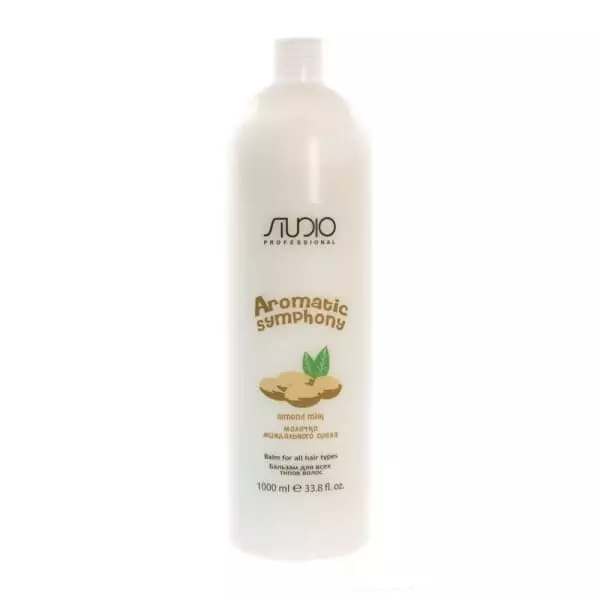 STUDIO
PROFESSIONAL
Aromatic
symphony
almond milk
молочко
миндального ореха
Balm for all hair types
Бальзам для всех
типов волос
1000 ml ℮ 33.8 fl. oz.